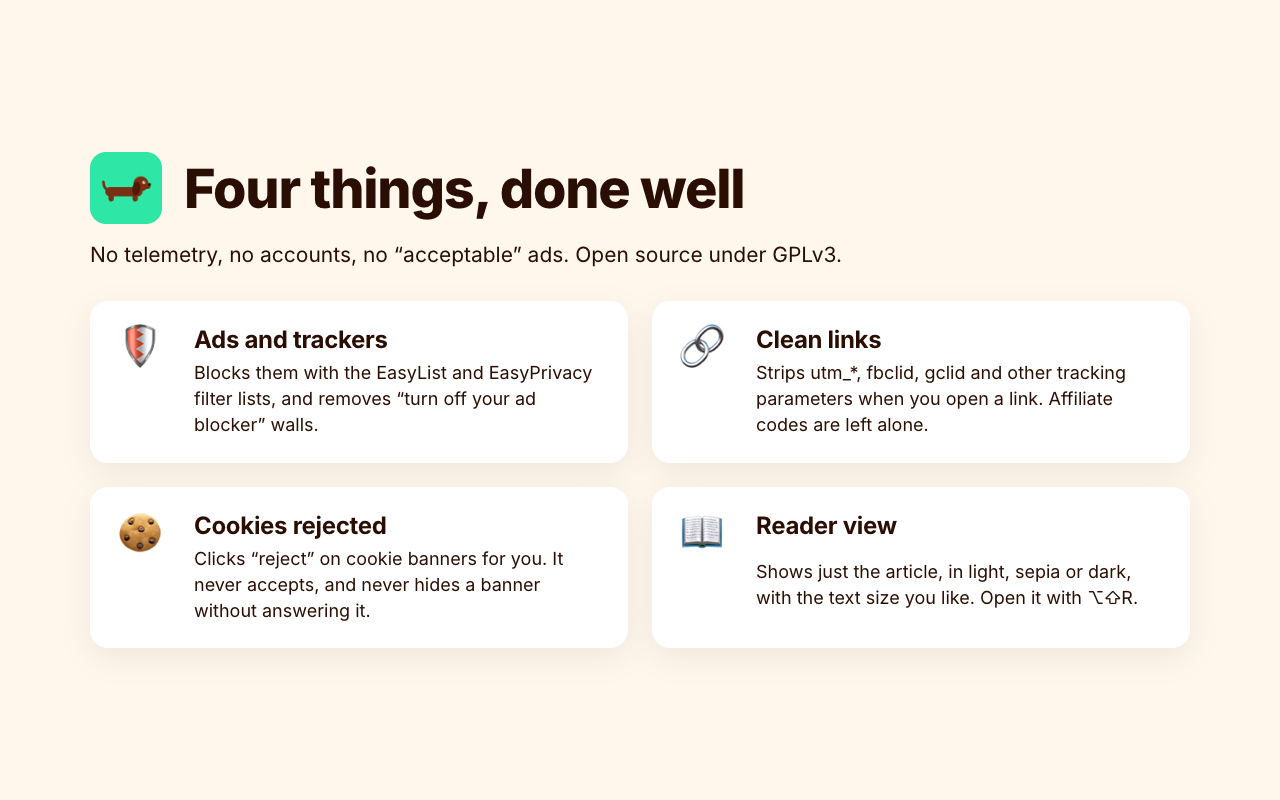 Four things, done well
No telemetry, no accounts, no “acceptable” ads. Open source under GPLv3.
Ads and trackers
Blocks them with the EasyList and EasyPrivacy
filter lists, and removes “turn off your ad
blocker” walls.
Clean links
Strips utm_*, fbclid, gclid and other tracking
parameters when you open a link. Affiliate
codes are left alone.
Cookies rejected
Clicks “reject” on cookie banners for you. It
never accepts, and never hides a banner
without answering it.
Reader view
Shows just the article, in light, sepia or dark,
with the text size you like. Open it with ⌥⇧R.